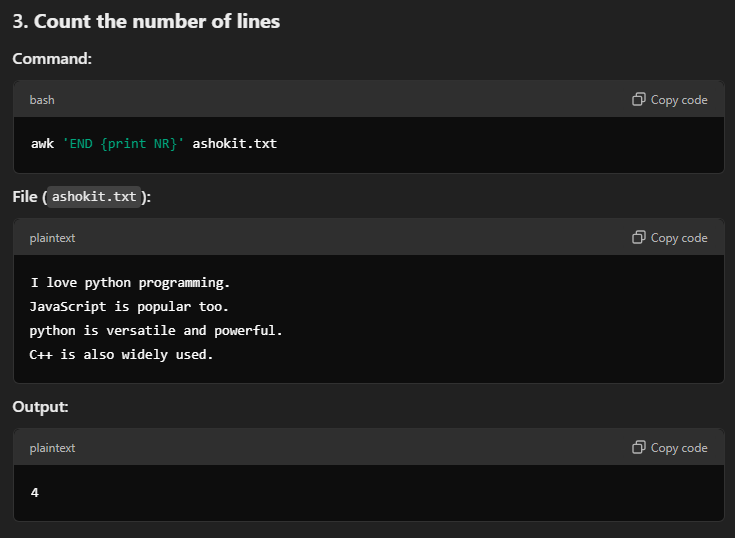 3. Count the number of lines
Command:
bash
Copy code
awk 'END {print NR}' ashokit.txt
File (ashokit.txt):
plaintext
Copy code
I love python programming.
JavaScript is popular too.
python is versatile and powerful.
C++ is also widely used.
Output:
plaintext
Copy code
4